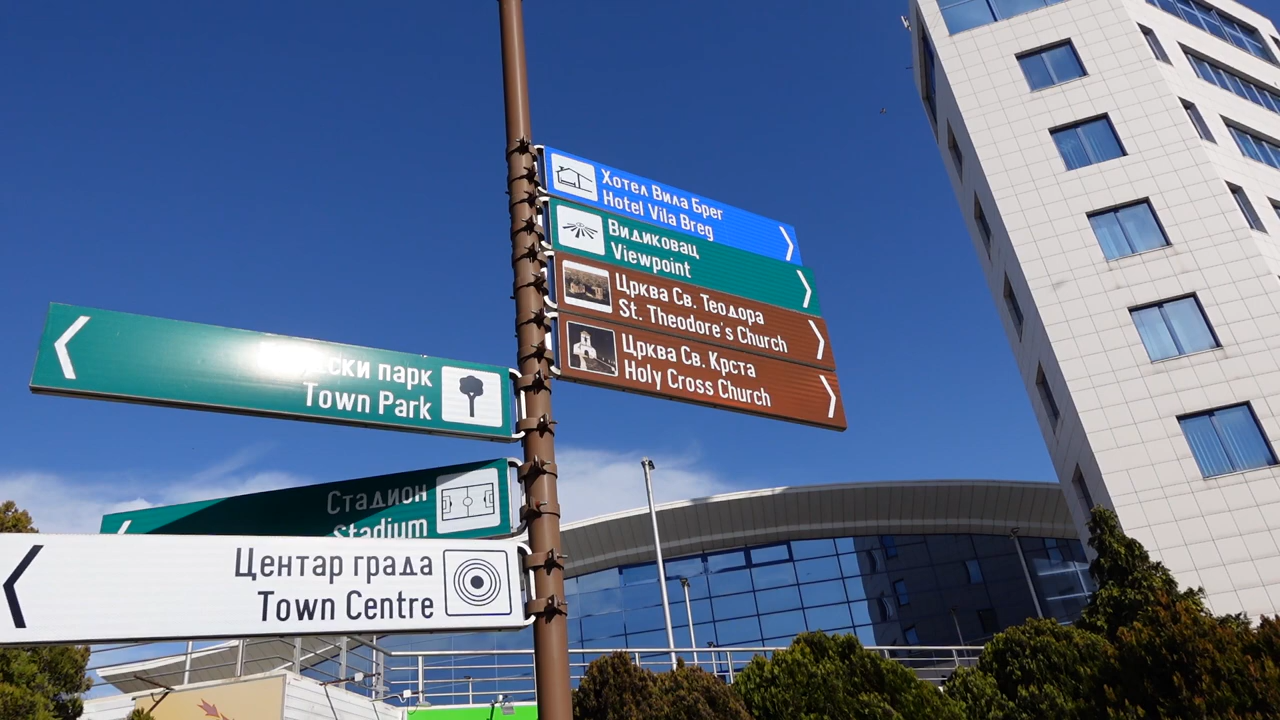 Хотел Вила Брег
Hotel Vila Breg
Видиковац
Viewpoint
Црква Св. Теодора
St. Theodore's Church
Црква Св. Крста
Holy Cross Church
парк
Town Park
Стадион
Stadium
Центар града
Town Centre